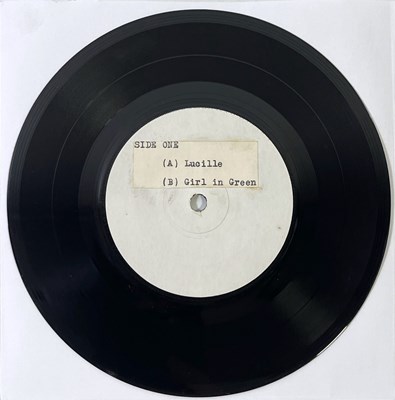 SIDE ONE
(A) Lucille
(B) Girl in Green